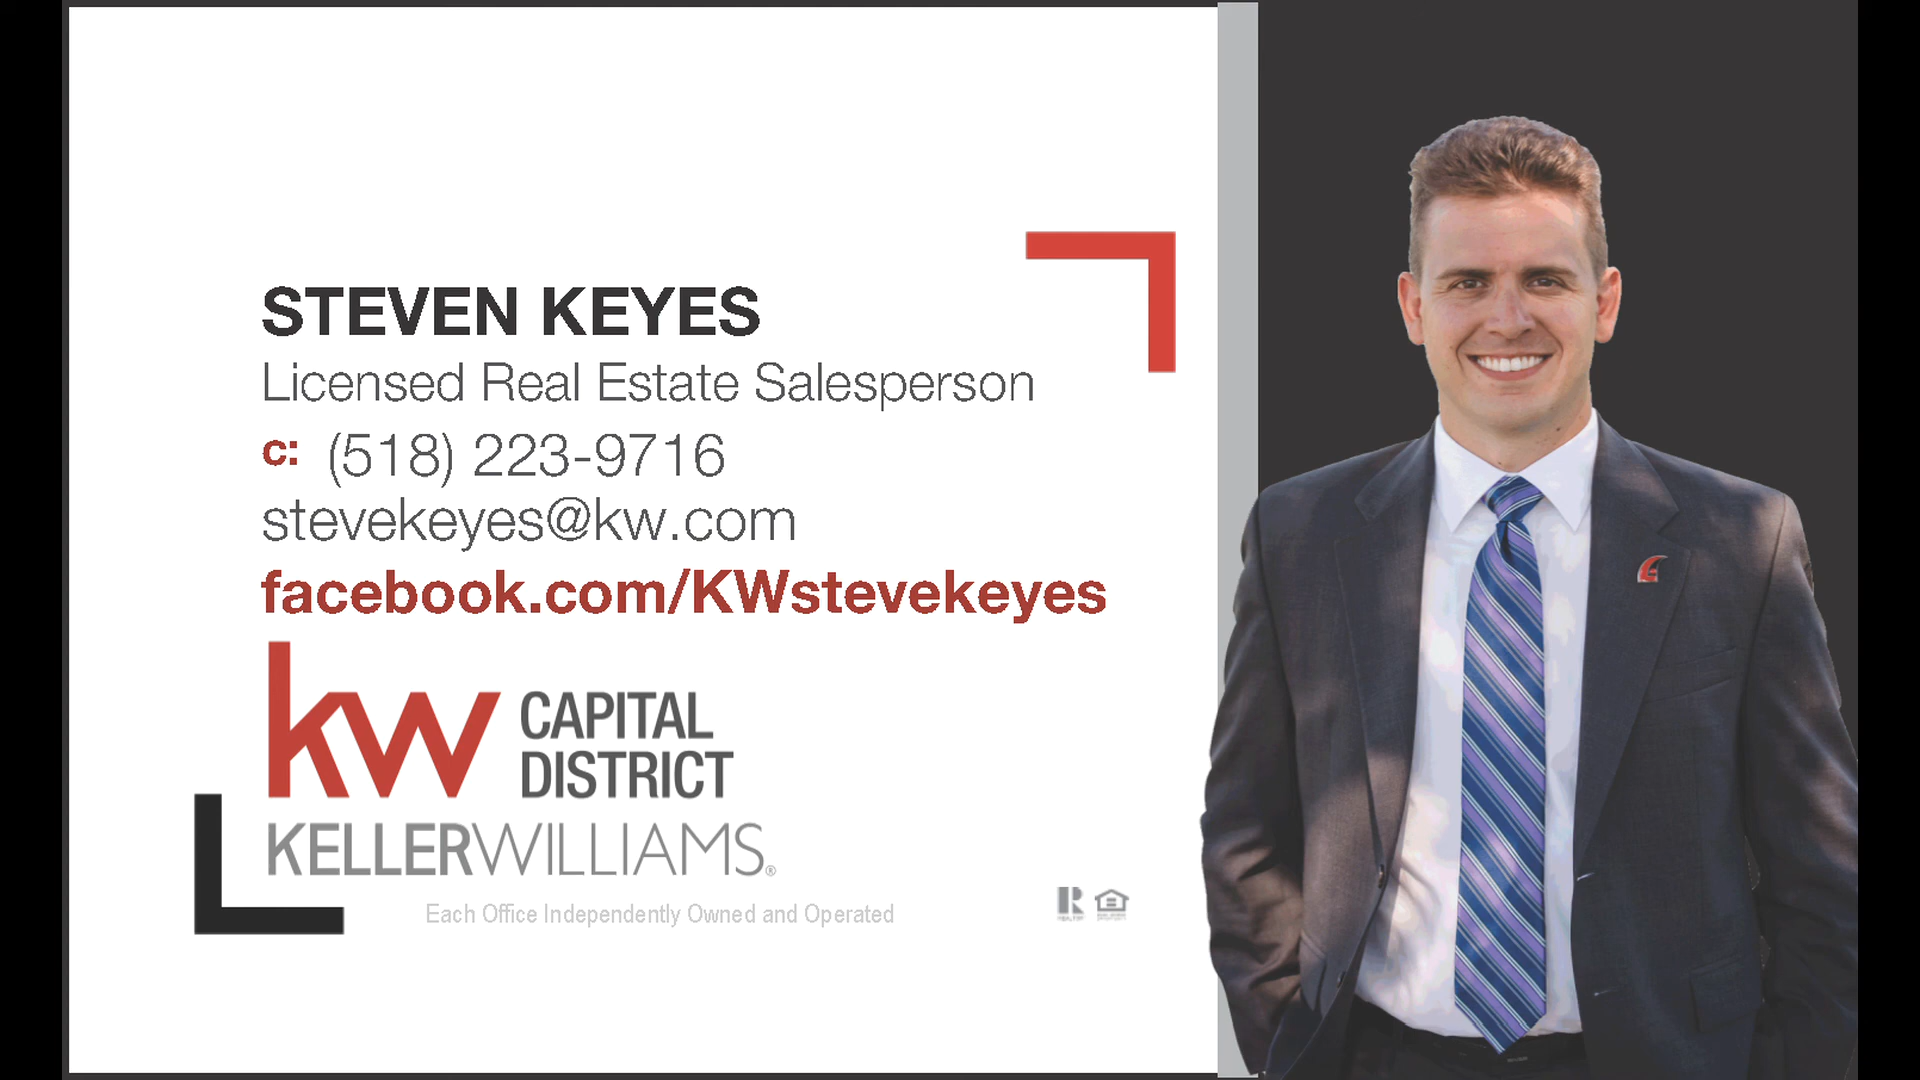 STEVEN KEYES
Licensed Real Estate Salesperson
c: (518) 223-9716
stevekeyes@kw.com
facebook.com/KWstevekeyes
kw CAPITAL
DISTRICT
KELLERWILLIAMS®
Each Office Independently Owned and Operated